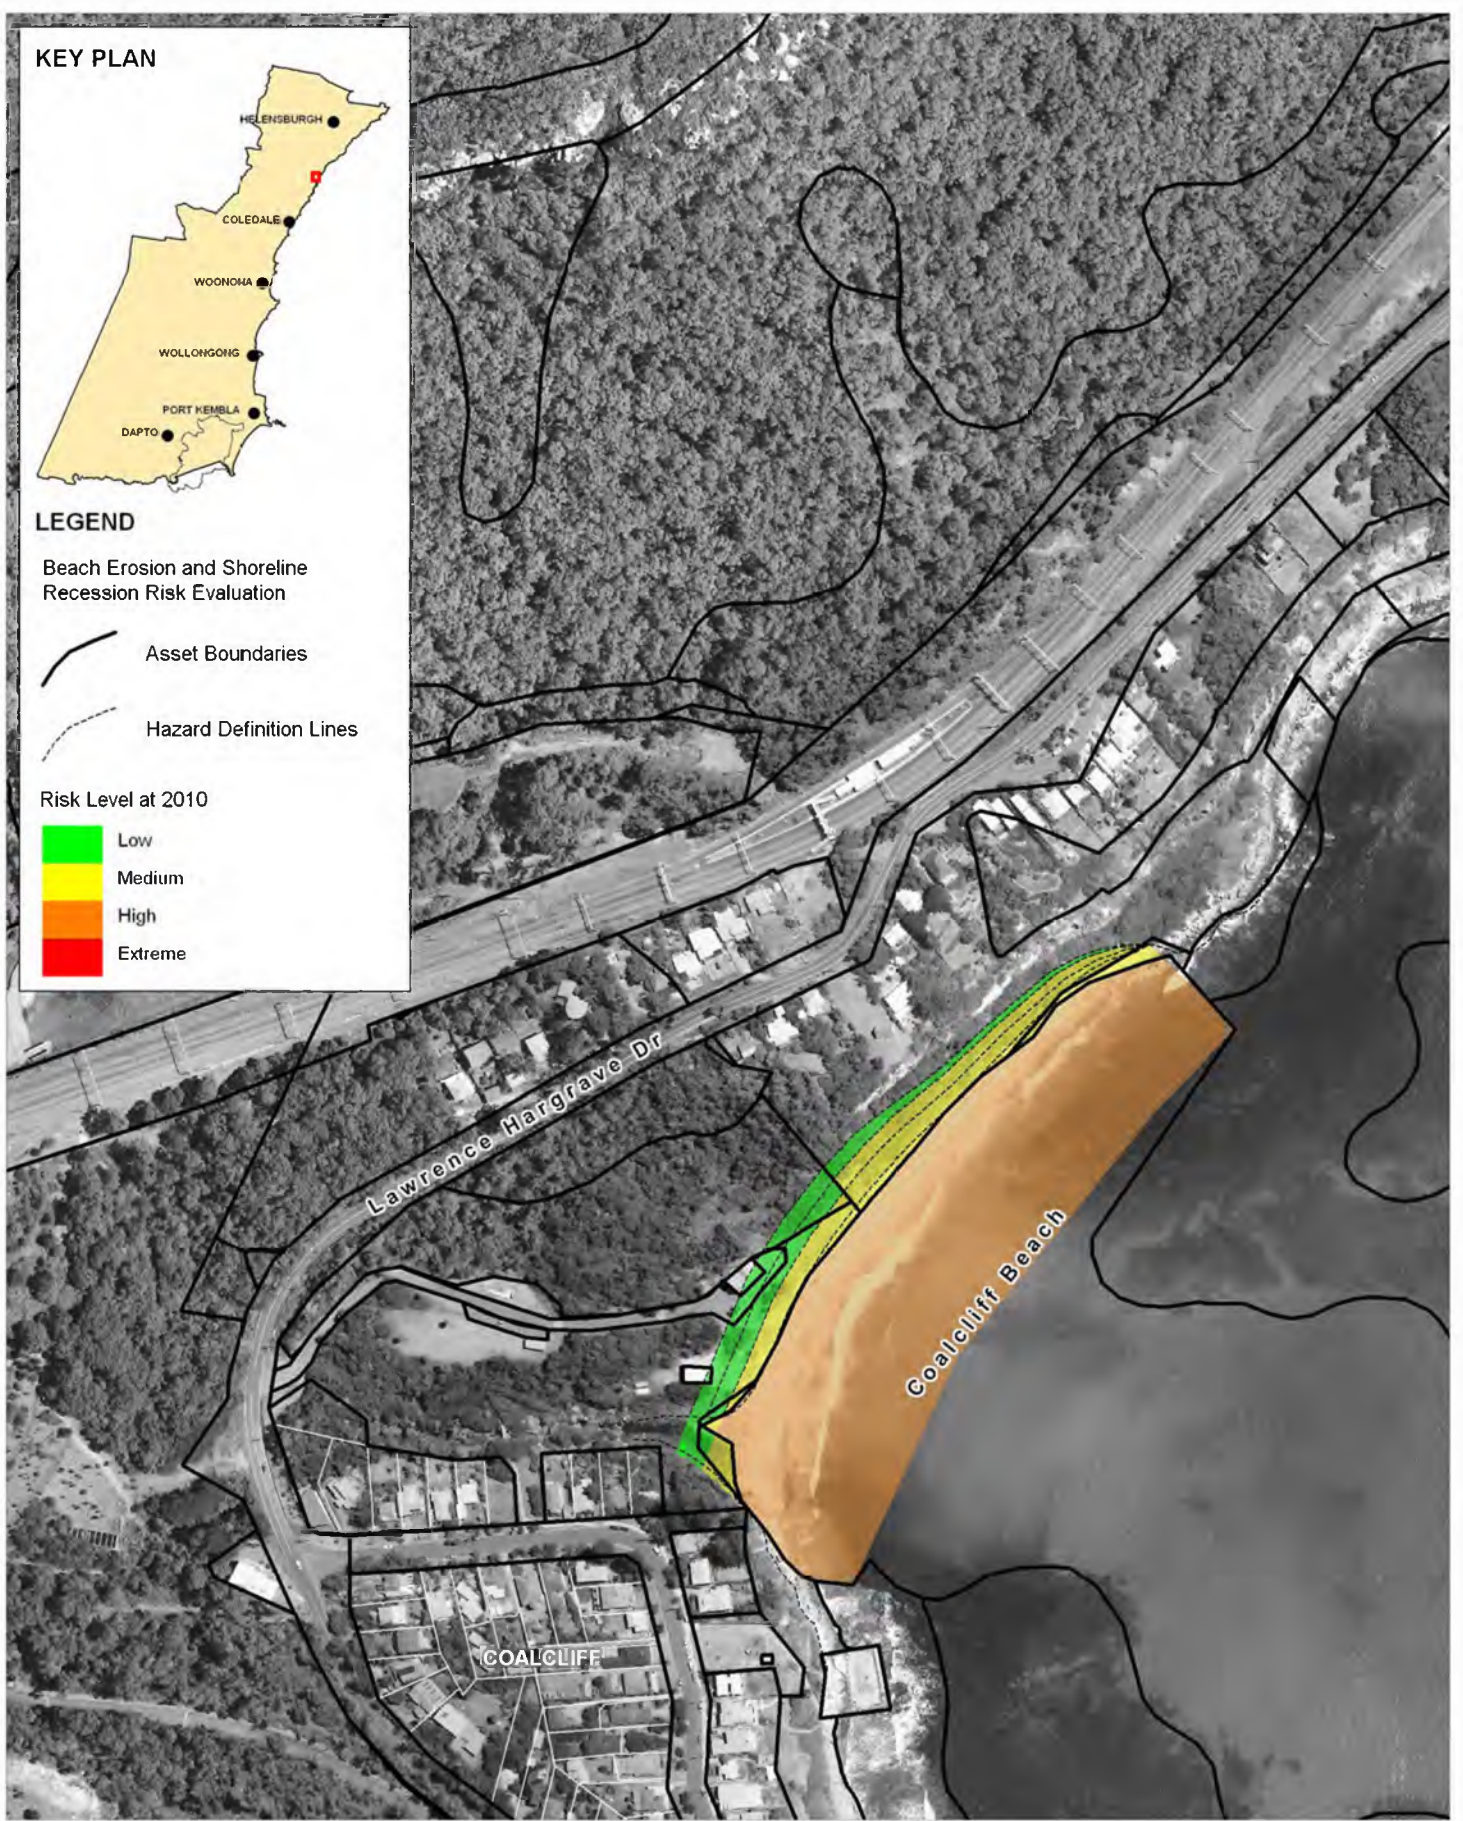 KEY PLAN
HELENSBURGH
COLEDALE
WOONONA
WOLLONGONG
PORT KEMBLA
DAPTO
LEGEND
Beach Erosion and Shoreline
Recession Risk Evaluation
Asset Boundaries
Hazard Definition Lines
Risk Level at 2010
Low
Medium
High
Extreme
Lawrence Hargrave Dr
Coalcliff Beach
COALCLIFF